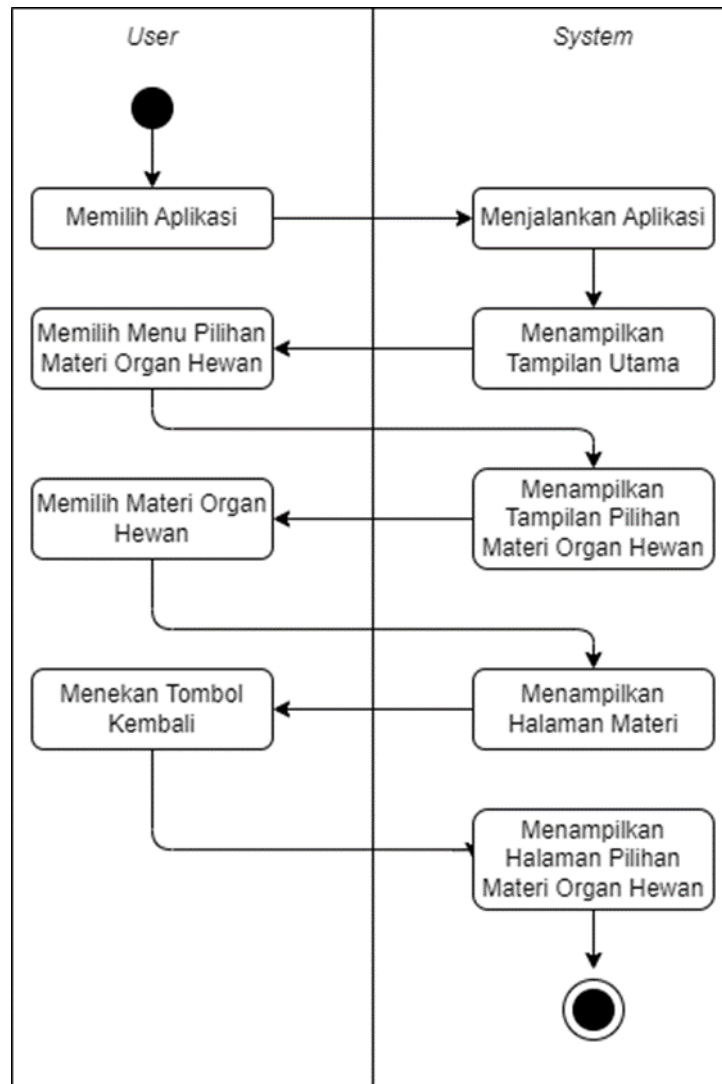 User
System
Memilih Aplikasi
Menjalankan Aplikasi
Memilih Menu Pilihan
Materi Organ Hewan
Menampilkan
Tampilan Utama
Memilih Materi Organ
Hewan
Menampilkan
Tampilan Pilihan
Materi Organ Hewan
Menekan Tombol
Kembali
Menampilkan
Halaman Materi
Menampilkan
Halaman Pilihan
Materi Organ Hewan